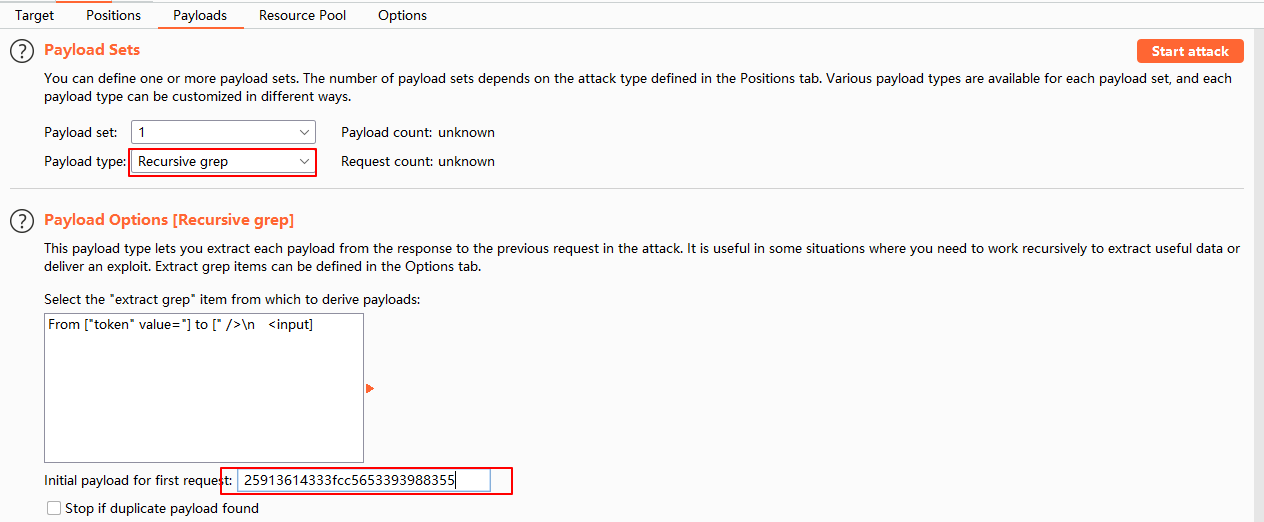 Target Positions Payloads Resource Pool Options
? Payload Sets Start attack
You can define one or more payload sets. The number of payload sets depends on the attack type defined in the Positions tab. Various payload types are available for each payload set, and each
payload type can be customized in different ways.
Payload set: 1 Payload count: unknown
Payload type: Recursive grep Request count: unknown
? Payload Options [Recursive grep]
This payload type lets you extract each payload from the response to the previous request in the attack. It is useful in some situations where you need to work recursively to extract useful data or
deliver an exploit. Extract grep items can be defined in the Options tab.
Select the "extract grep" item from which to derive payloads:
From ["token" value="] to [" />\n <input]
Initial payload for first request: 25913614333fcc5653393988355
Stop if duplicate payload found